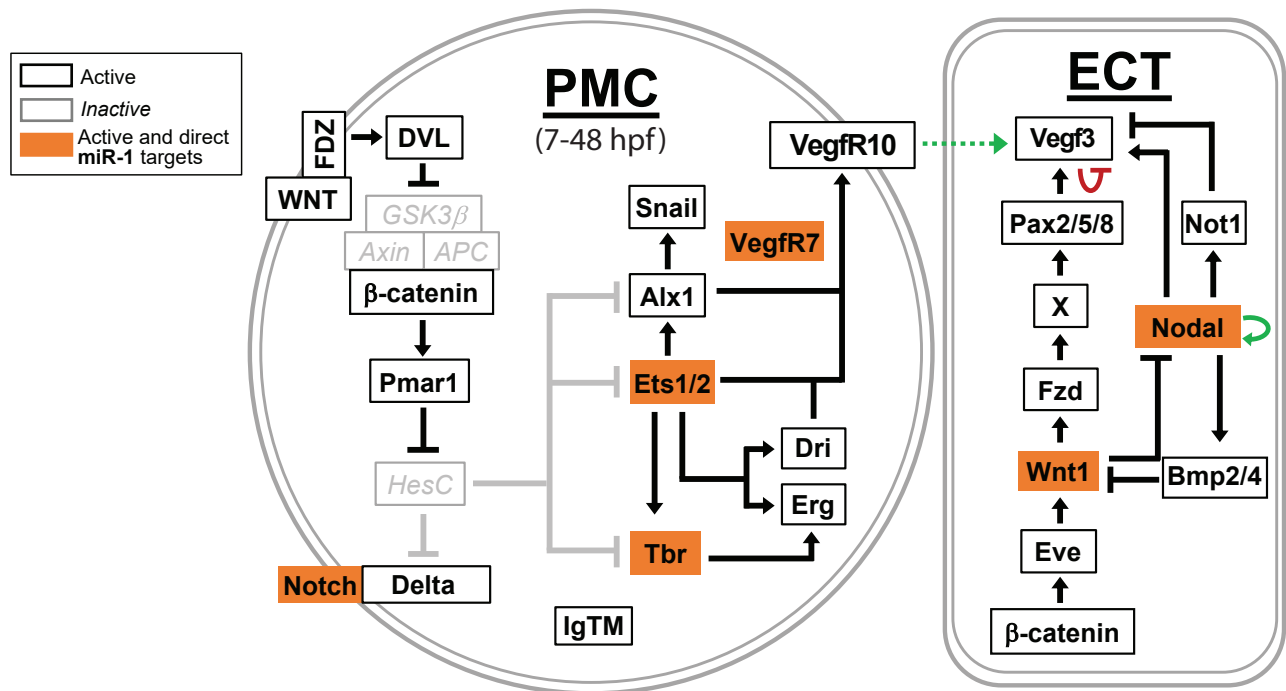 Active
Inactive
Active and direct
miR-1 targets
PMC
(7-48 hpf)
FDZ
WNT
DVL
GSK3β
Axin
APC
β-catenin
Pmar1
HesC
Notch
Delta
Snail
Alx1
Ets1/2
Tbr
IgTM
VegfR7
VegfR10
Dri
Erg
ECT
Vegf3
Pax2/5/8
Not1
X
Nodal
Fzd
Wnt1
Bmp2/4
Eve
β-catenin